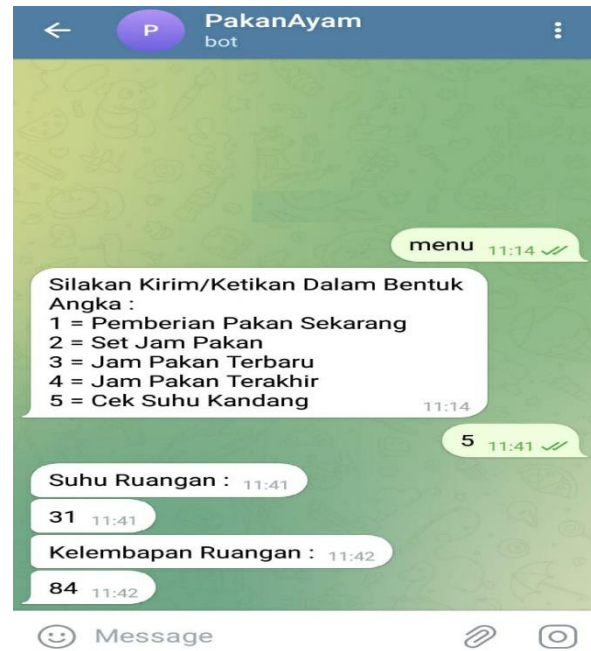 P
PakanAyam
bot
menu 11:14
Silakan Kirim/Ketikan Dalam Bentuk
Angka :
1 = Pemberian Pakan Sekarang
2 = Set Jam Pakan
3 = Jam Pakan Terbaru
4 = Jam Pakan Terakhir
5 = Cek Suhu Kandang 11:14
5 11:41
Suhu Ruangan : 11:41
31 11:41
Kelembapan Ruangan : 11:42
84 11:42
Message